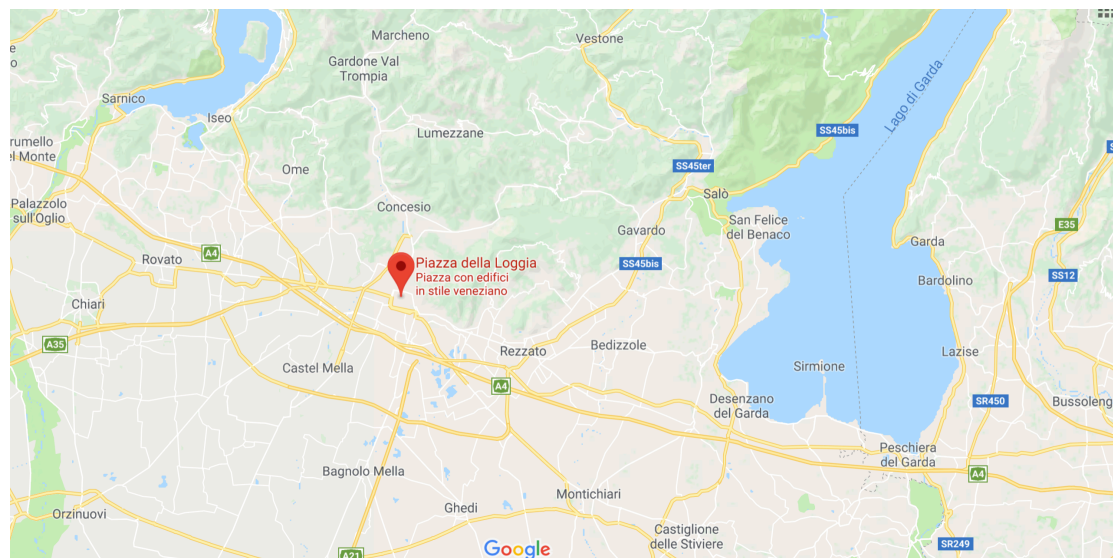 Marcheno
Vestone
Gardone Val
Trompia
Sarnico
Iseo
Lago di Garda
Lumezzane
SS45bis
el Monte
Ome
SS45ter
Palazzolo
sull'Oglio
Salò
Concesio
San Felice
del Benaco
Gavardo
E35
A4
Garda
Rovato
Piazza della Loggia
Piazza con edifici
in stile veneziano
SS45bis
SS12
Bardolino
Chiari
A35
Rezzato
Bedizzole
Lazise
Castel Mella
Sirmione
A4
Desenzano
del Garda
SR450
Peschiera
del Garda
Bagnolo Mella
A4
Montichiari
Ghedi
Orzinuovi
Castiglione
delle Stiviere
A21
Google
SR249